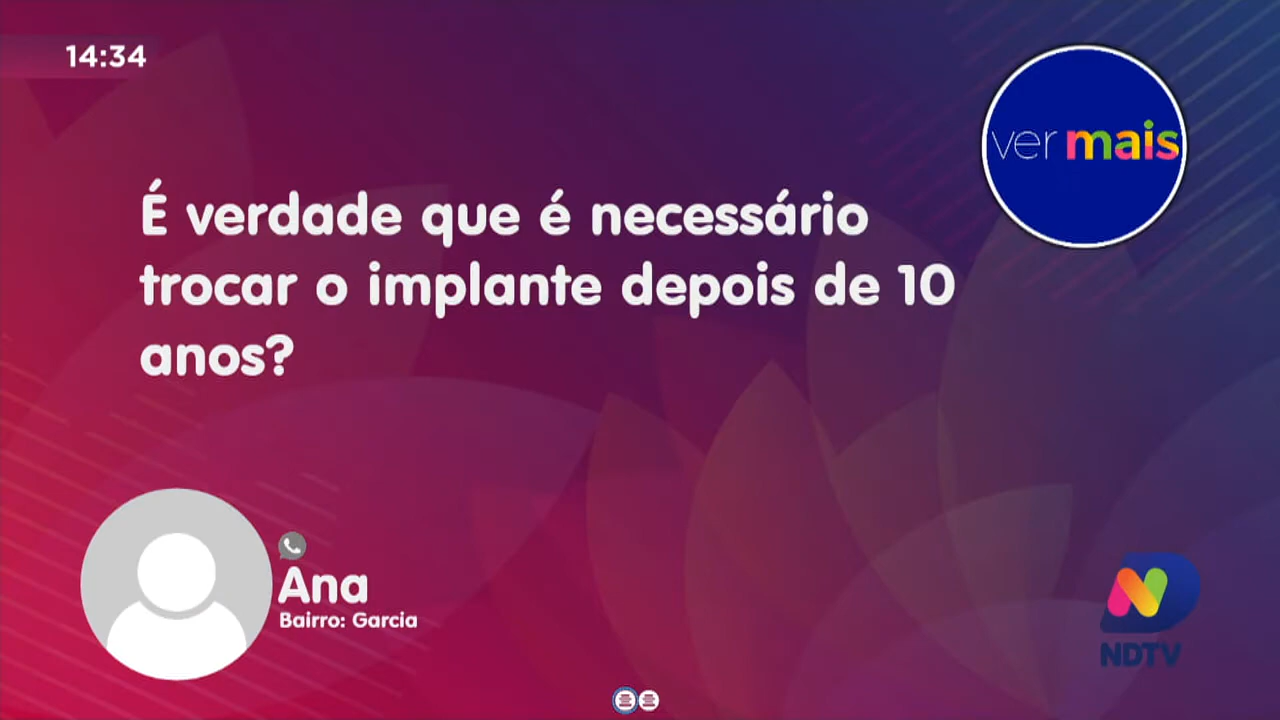 14:34
ver mais
É verdade que é necessário
trocar o implante depois de 10
anos?
Ana
Bairro: Garcia
NDTV